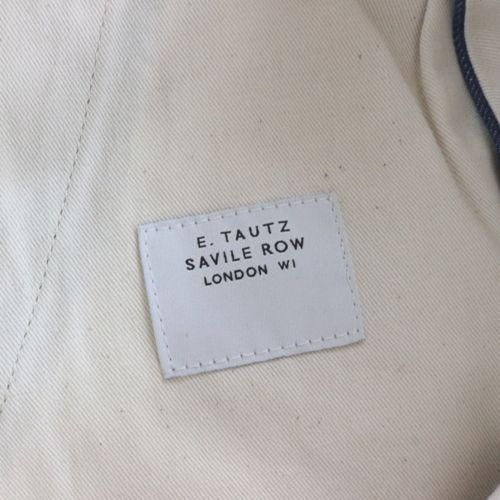 E. TAUTZ
SAVILE ROW
LONDON W1